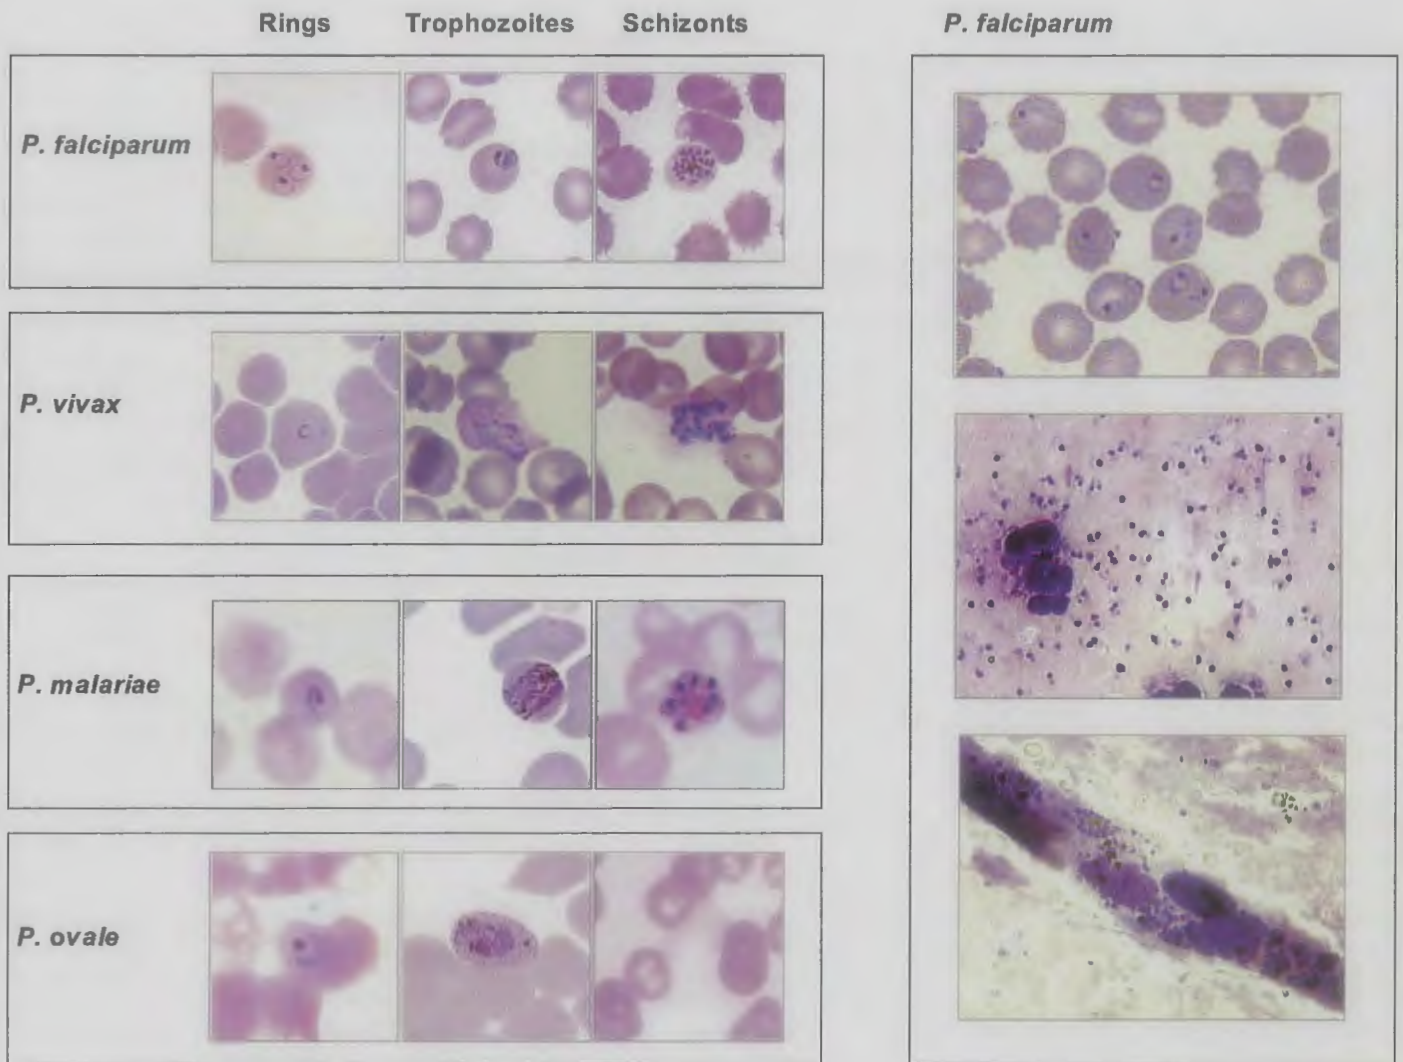 Rings Trophozoites Schizonts P. falciparum
P. falciparum
P. vivax
P. malariae
P. ovale